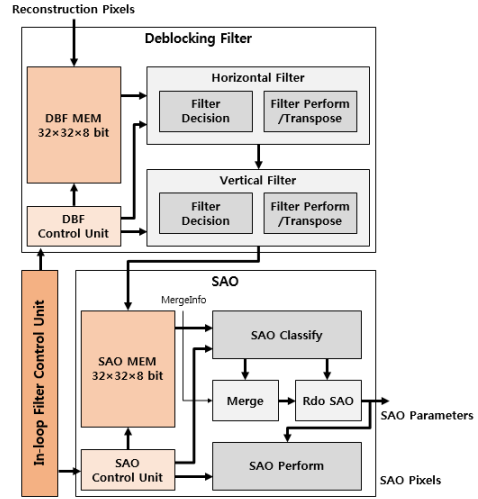 Reconstruction Pixels
Deblocking Filter
DBF MEM
32×32×8 bit
Horizontal Filter
Filter
Decision
Filter Perform
/Transpose
Vertical Filter
Filter
Decision
Filter Perform
/Transpose
DBF
Control Unit
In-loop Filter Control Unit
SAO
MergeInfo
SAO MEM
32×32×8 bit
SAO Classify
Merge
Rdo SAO
SAO Parameters
SAO
Control Unit
SAO Perform
SAO Pixels